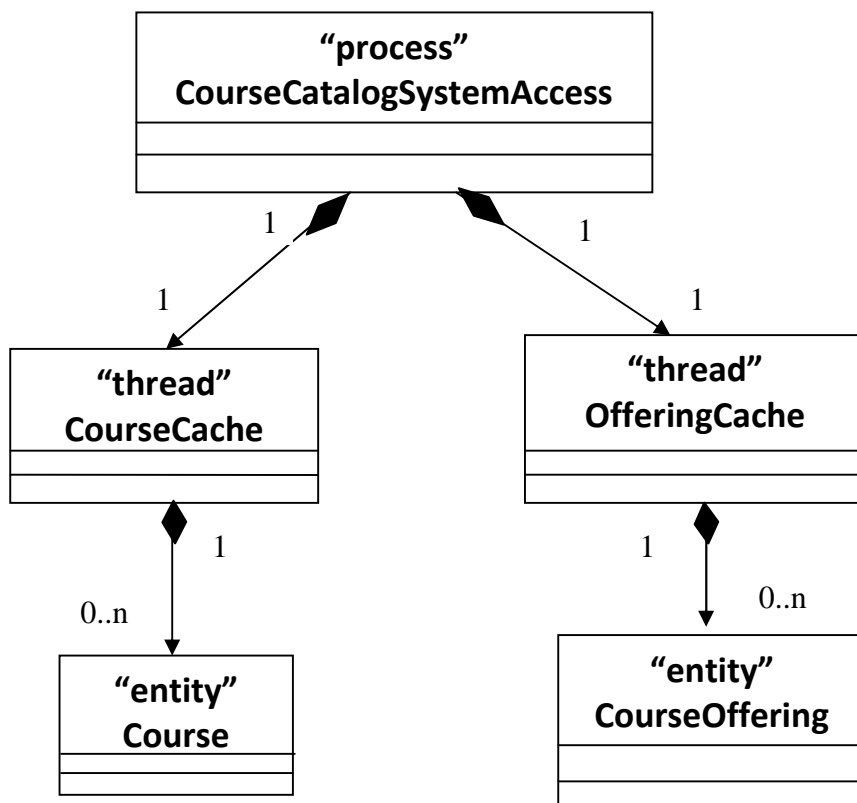 “process”
CourseCatalogSystemAccess
1
1
1
1
“thread”
CourseCache
“thread”
OfferingCache
1
1
0..n
0..n
“entity”
Course
“entity”
CourseOffering